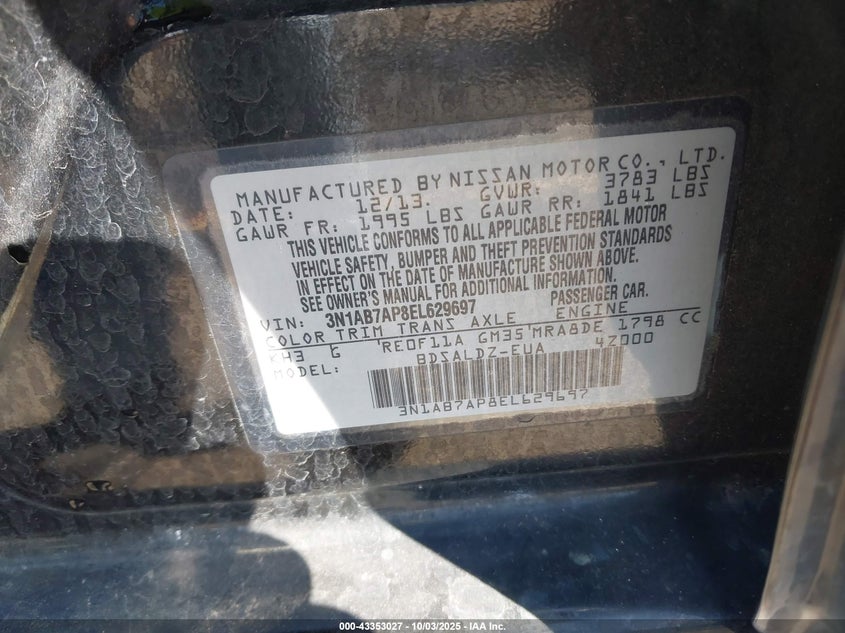 MANUFACTURED BY NISSAN MOTOR CO., LTD.
DATE: 12/13. GVWR: 3783 LBS
GAWR FR: 1995 LBS GAWR RR: 1841 LBS
THIS VEHICLE CONFORMS TO ALL APPLICABLE FEDERAL MOTOR
VEHICLE SAFETY, BUMPER AND THEFT PREVENTION STANDARDS
IN EFFECT ON THE DATE OF MANUFACTURE SHOWN ABOVE.
SEE OWNER'S MANUAL FOR ADDITIONAL INFORMATION.
VIN: 3N1AB7AP8EL629697 PASSENGER CAR.
COLOR TRIM TRANS AXLE ENGINE
KH3 G RE0F11A GM35 MRA8DE 1798 CC
MODEL: BDSALDZ-EUA 4Z000
3N1AB7AP8EL629697
000-43353027 - 10/03/2025 - IAA Inc.